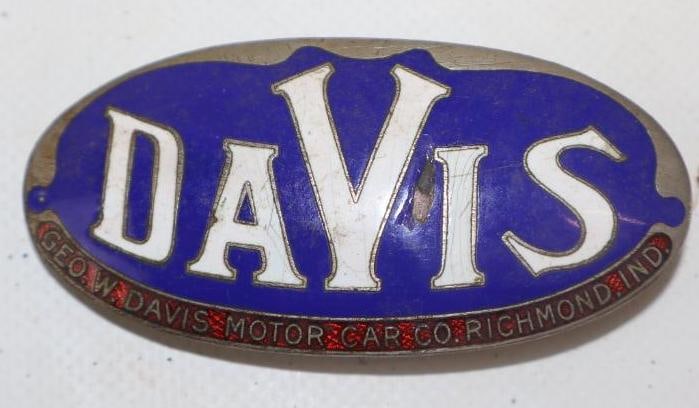 DAVIS
GEO. W. DAVIS MOTOR CAR CO. RICHMOND, IND.